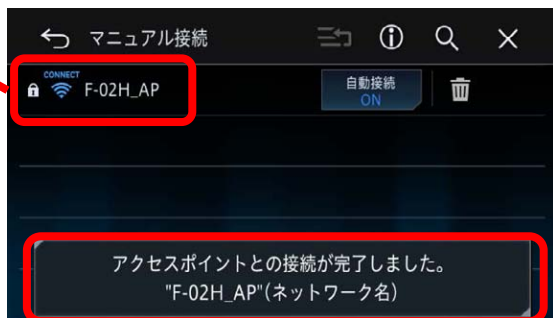 マニュアル接続
CONNECT
F-02H_AP
自動接続
ON
アクセスポイントとの接続が完了しました。
"F-02H_AP"(ネットワーク名)